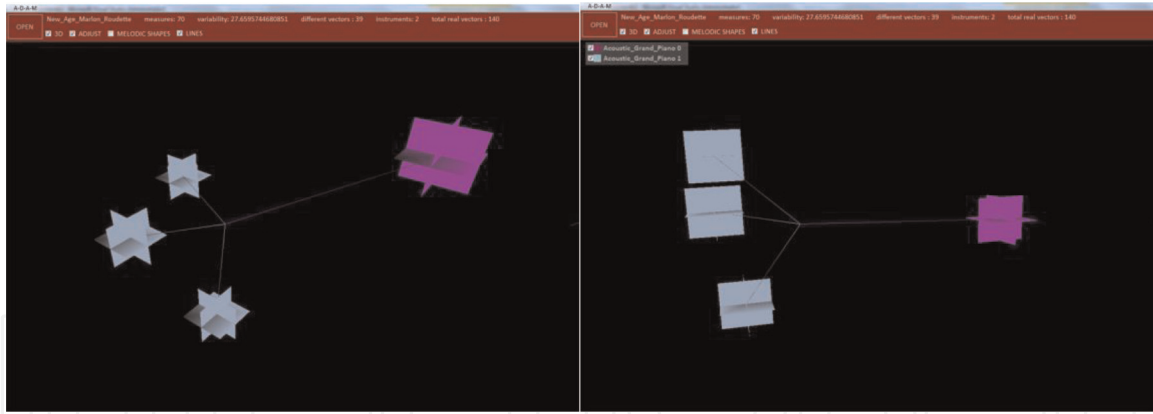 A-D-A-M
OPEN
New_Age_Marlon_Roudette measures: 70 variability: 27.6595744680851 different vectors : 39 instruments: 2 total real vectors : 140
3D ADJUST MELODIC SHAPES LINES
A-D-A-M
OPEN
New_Age_Marlon_Roudette measures: 70 variability: 27.6595744680851 different vectors : 39 instruments: 2 total real vectors : 140
3D ADJUST MELODIC SHAPES LINES
Acoustic_Grand_Piano 0
Acoustic_Grand_Piano 1